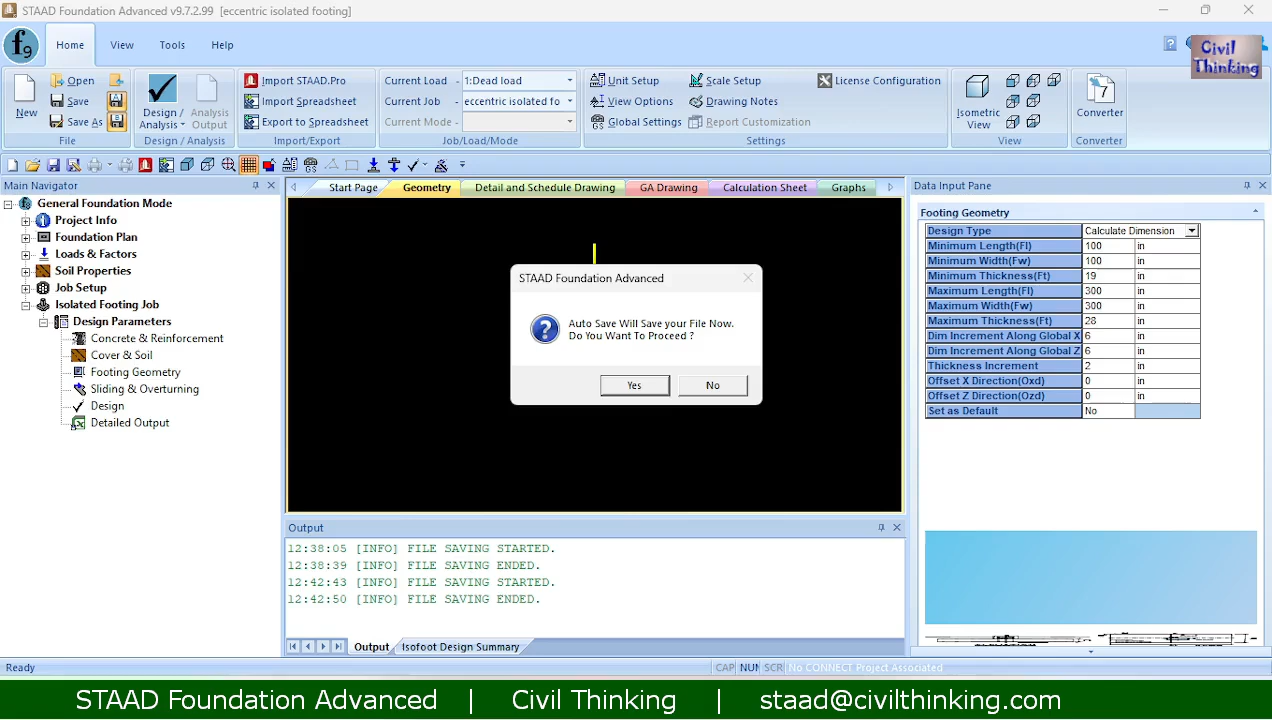 STAAD Foundation Advanced v9.7.2.99 [eccentric isolated footing]
Home View Tools Help
Civil Thinking
New
Open
Save
Save As
File
Design / Analysis
Analysis Output
Design / Analysis
Import STAAD.Pro
Import Spreadsheet
Export to Spreadsheet
Import/Export
Current Load 1:Dead load
Current Job eccentric isolated fo
Current Mode
Job/Load/Mode
Unit Setup
View Options
Global Settings
Scale Setup
Drawing Notes
Report Customization
License Configuration
Settings
Isometric View
View
Converter
Converter
Main Navigator
General Foundation Mode
Project Info
Foundation Plan
Loads & Factors
Soil Properties
Job Setup
Isolated Footing Job
Design Parameters
Concrete & Reinforcement
Cover & Soil
Footing Geometry
Sliding & Overturning
Design
Detailed Output
Start Page Geometry Detail and Schedule Drawing GA Drawing Calculation Sheet Graphs
STAAD Foundation Advanced
Auto Save Will Save your File Now.
Do You Want To Proceed ?
Yes No
Output
12:38:05 [INFO] FILE SAVING STARTED.
12:38:39 [INFO] FILE SAVING ENDED.
12:42:43 [INFO] FILE SAVING STARTED.
12:42:50 [INFO] FILE SAVING ENDED.
Output Isofoot Design Summary
Data Input Pane
Footing Geometry
Design Type Calculate Dimension
Minimum Length(Fl) 100 in
Minimum Width(Fw) 100 in
Minimum Thickness(Ft) 19 in
Maximum Length(Fl) 300 in
Maximum Width(Fw) 300 in
Maximum Thickness(Ft) 28 in
Dim Increment Along Global X 6 in
Dim Increment Along Global Z 6 in
Thickness Increment 2 in
Offset X Direction(Oxd) 0 in
Offset Z Direction(Ozd) 0 in
Set as Default No
Ready CAP NUM SCR No CONNECT Project Associated
STAAD Foundation Advanced | Civil Thinking | staad@civilthinking.com